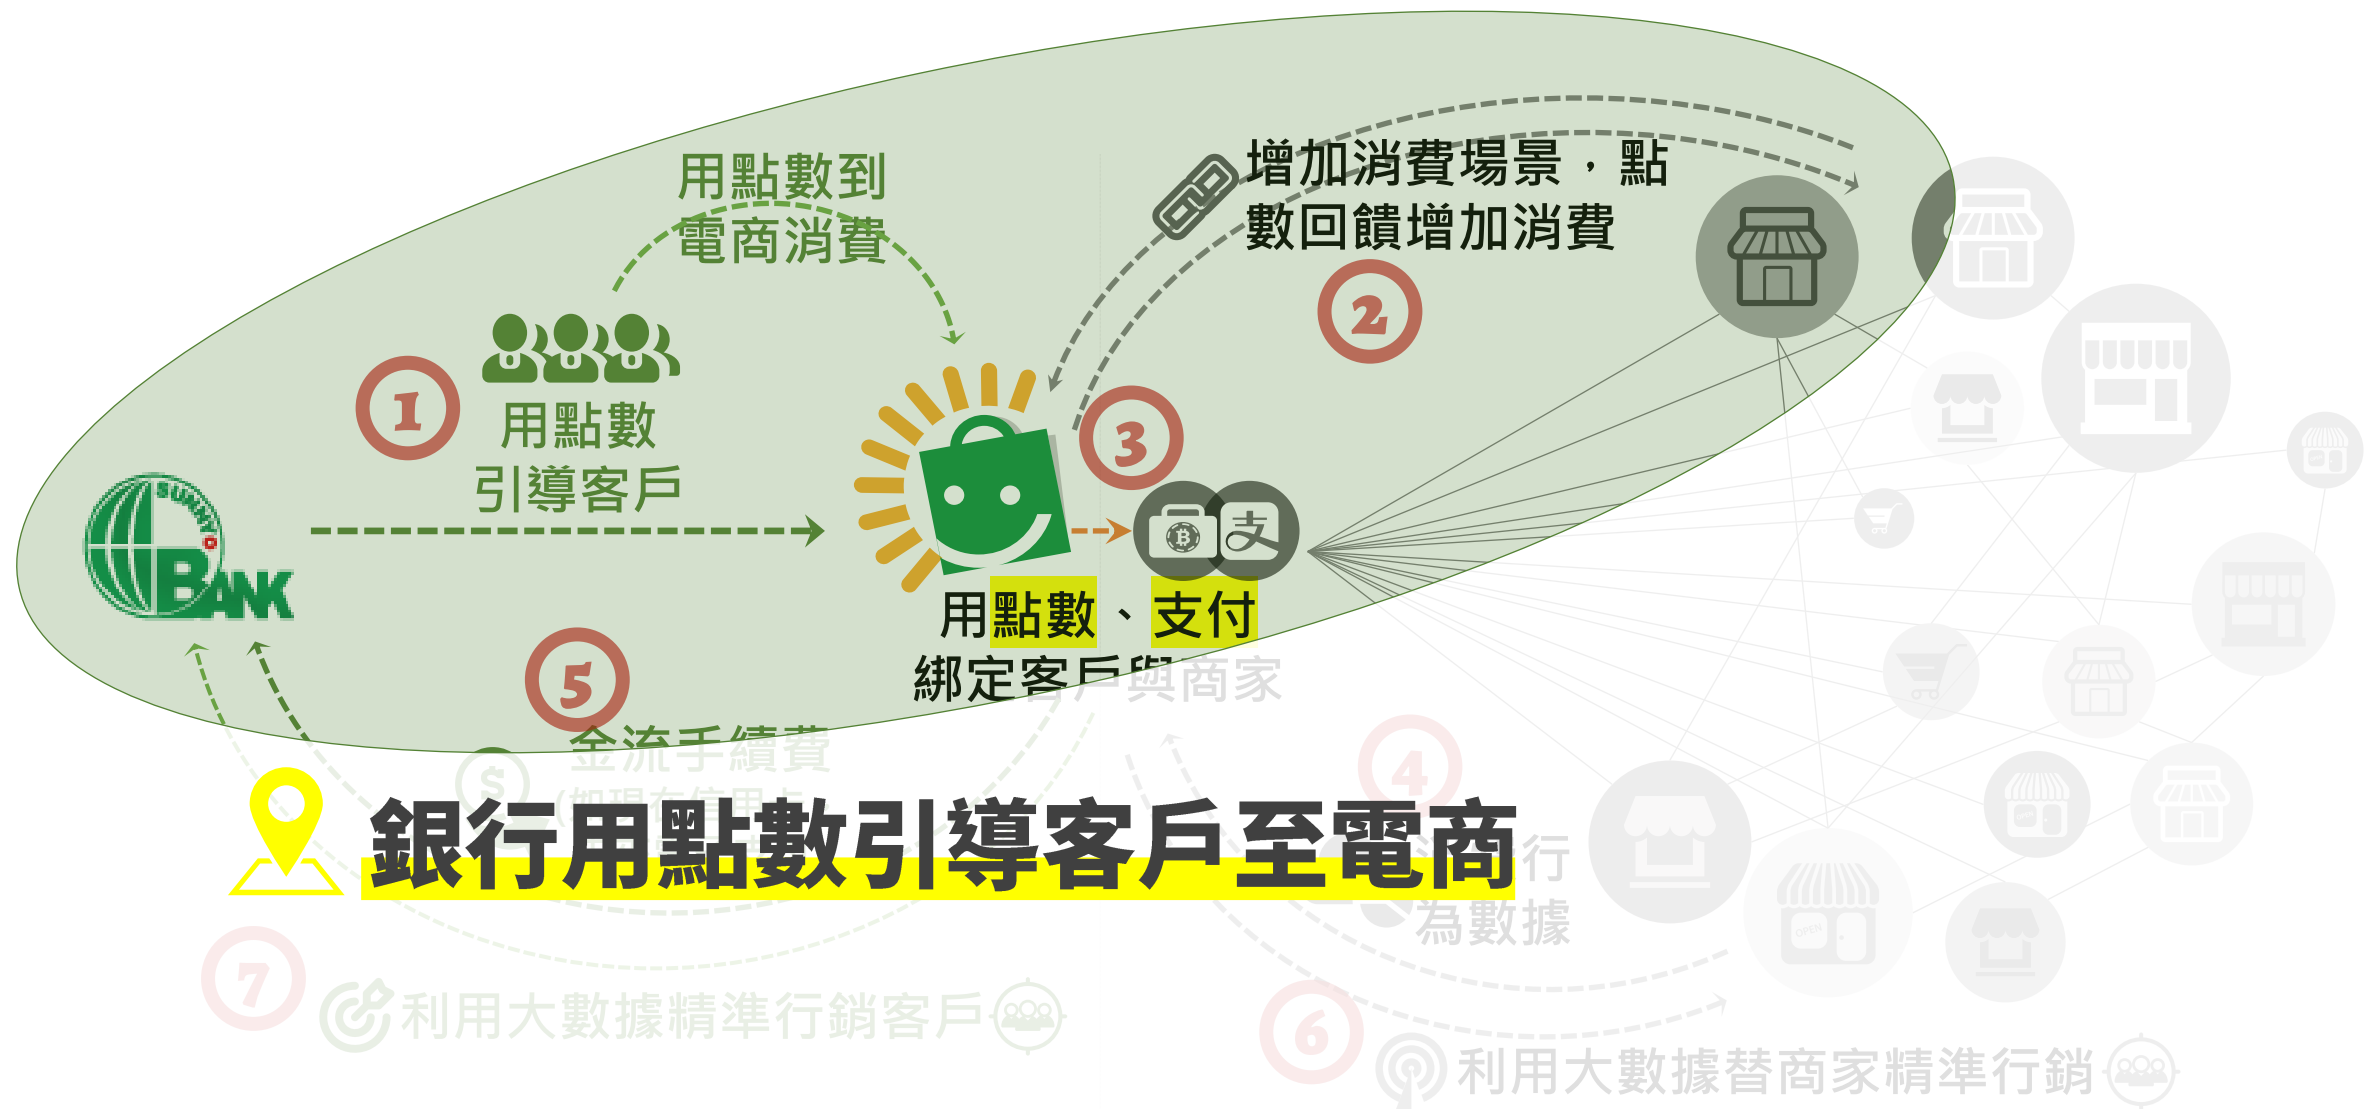 用點數到
電商消費
增加消費場景，點
數回饋增加消費
2
1
用點數
引導客戶
3
SUNNY
BANK
支
用點數、支付
綁定客戶與商家
5
金流手續費
4
銀行用點數引導客戶至電商
行
為數據
OPEN
7
利用大數據精準行銷客戶
6
利用大數據替商家精準行銷